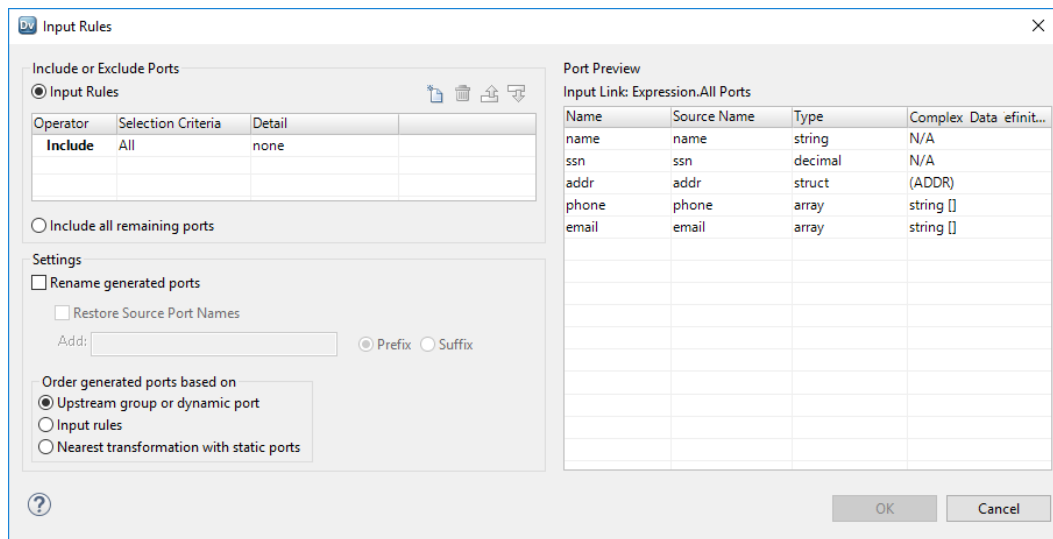 Dv Input Rules
Include or Exclude Ports
Input Rules
Operator Selection Criteria Detail
Include All none
Include all remaining ports
Settings
Rename generated ports
Restore Source Port Names
Add:
Prefix Suffix
Order generated ports based on
Upstream group or dynamic port
Input rules
Nearest transformation with static ports
Port Preview
Input Link: Expression.All Ports
Name Source Name Type Complex Data efinit...
name name string N/A
ssn ssn decimal N/A
addr addr struct (ADDR)
phone phone array string []
email email array string []
?
OK Cancel